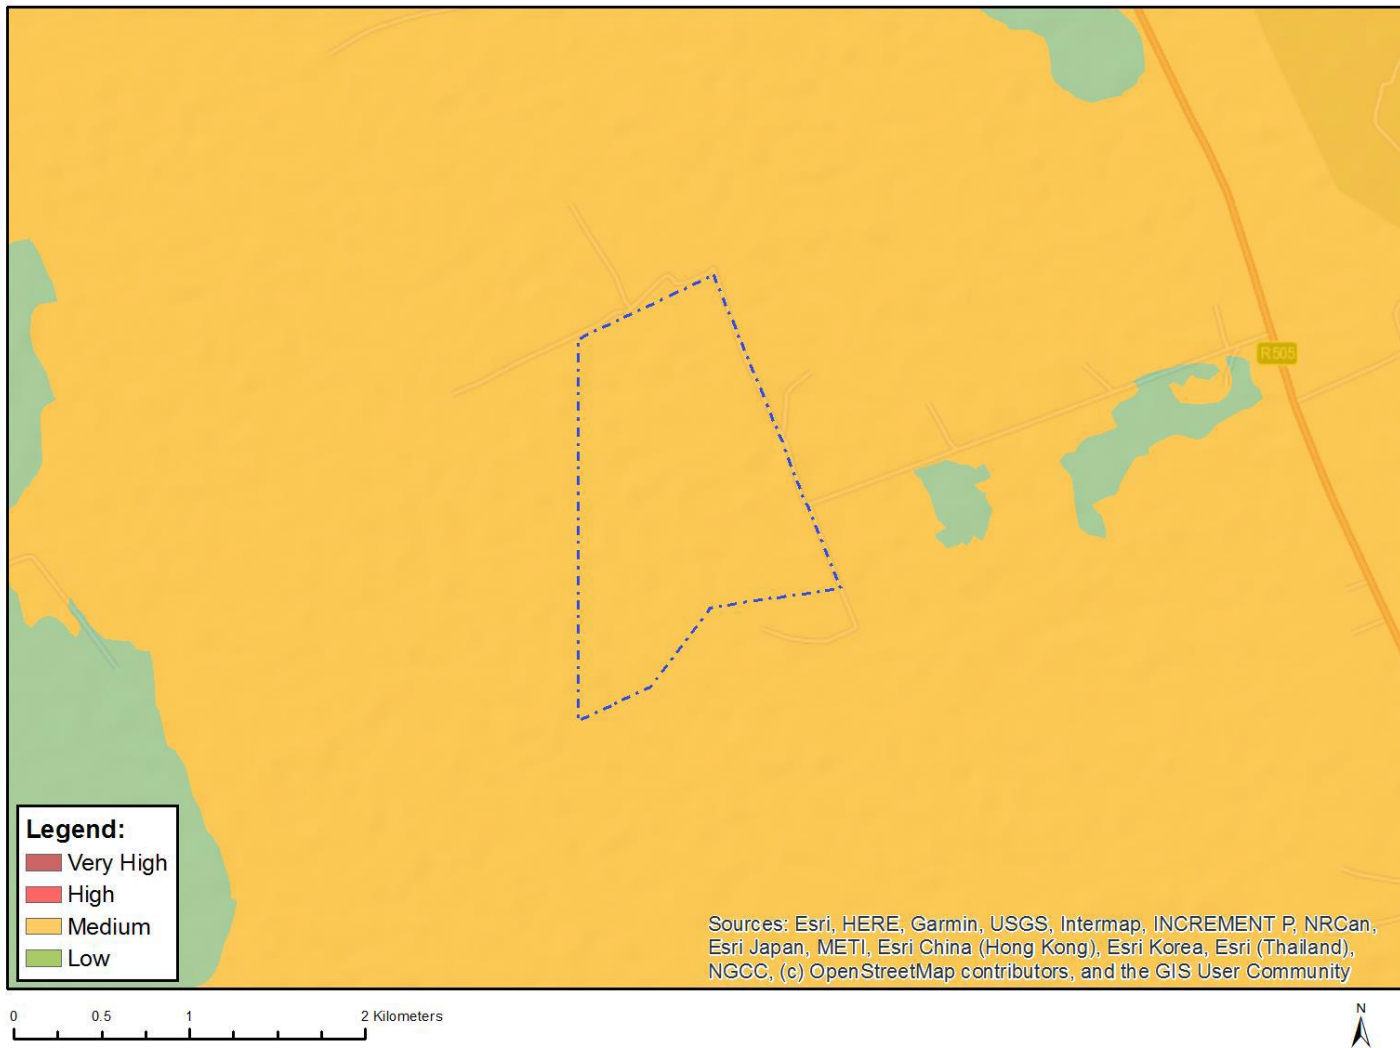 R505
Legend:
Very High
High
Medium
Low
Sources: Esri, HERE, Garmin, USGS, Intermap, INCREMENT P, NRCan,
Esri Japan, METI, Esri China (Hong Kong), Esri Korea, Esri (Thailand),
NGCC, (c) OpenStreetMap contributors, and the GIS User Community
0 0.5 1 2 Kilometers
N